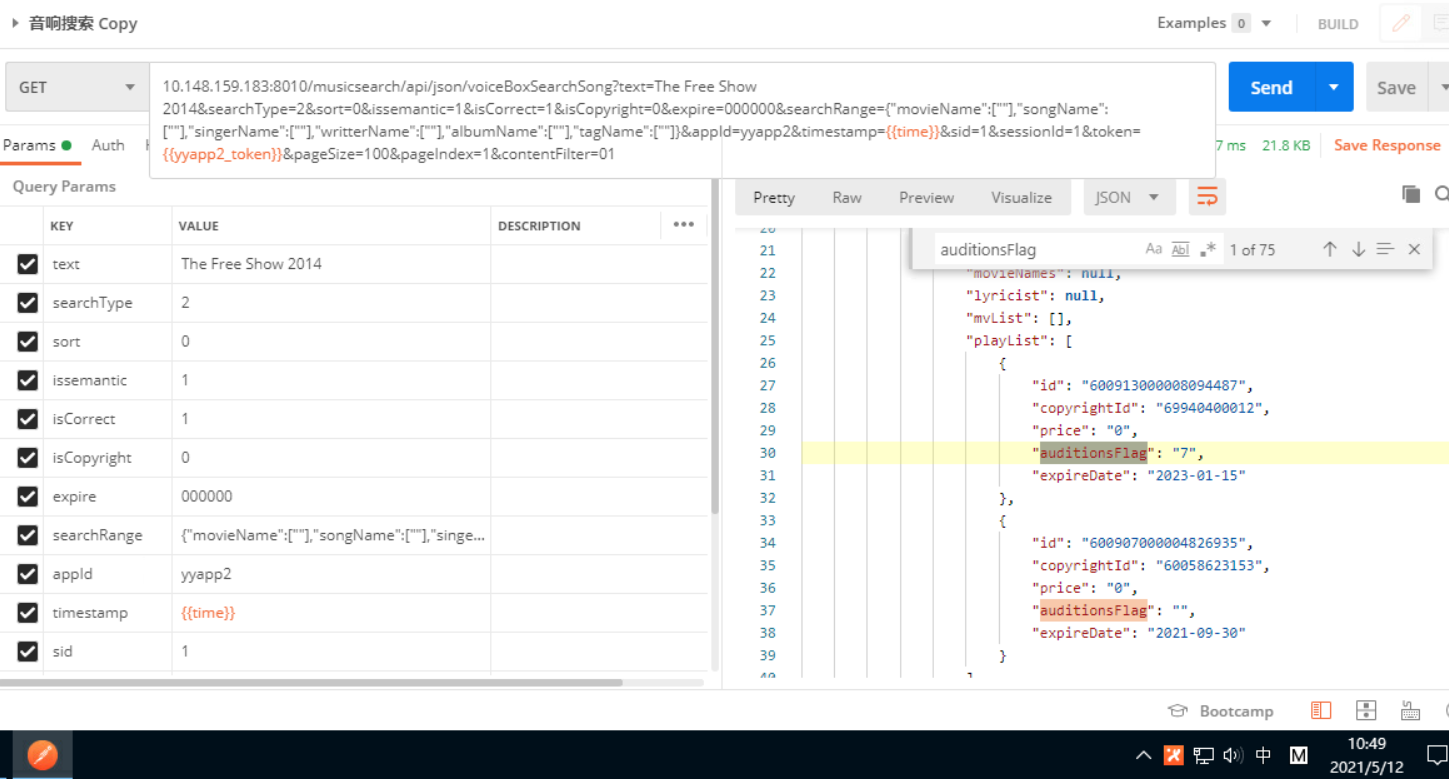 音响搜索 Copy
Examples 0
BUILD
GET
10.148.159.183:8010/musicsearch/api/json/voiceBoxSearchSong?text=The Free Show
2014&searchType=2&sort=0&issemantic=1&isCorrect=1&isCopyright=0&expire=000000&searchRange={"movieName":[""],"songName":
[""],"singerName":[""],"writterName":[""],"albumName":[""],"tagName":[""]}&appId=yyapp2&timestamp={{time}}&sid=1&sessionId=1&token=
{{yyapp2_token}}&pageSize=100&pageIndex=1&contentFilter=01
Send
Save
Params
Auth
7 ms
21.8 KB
Save Response
Query Params
Pretty
Raw
Preview
Visualize
JSON
KEY
VALUE
DESCRIPTION
•••
text
The Free Show 2014
searchType
2
sort
0
issemantic
1
isCorrect
1
isCopyright
0
expire
000000
searchRange
{"movieName":[""],"songName":[""],"singe...
appId
yyapp2
timestamp
{{time}}
sid
1
auditionsFlag
Aa
Abl
.*
1 of 75
20
21
22 "movieNames": null,
23 "lyricist": null,
24 "mvList": [],
25 "playList": [
26 {
27 "id": "600913000008094487",
28 "copyrightId": "69940400012",
29 "price": "0",
30 "auditionsFlag": "7",
31 "expireDate": "2023-01-15"
32 },
33 {
34 "id": "600907000004826935",
35 "copyrightId": "60058623153",
36 "price": "0",
37 "auditionsFlag": "",
38 "expireDate": "2021-09-30"
39 }
40 ]
Bootcamp
中
M
10:49
2021/5/12